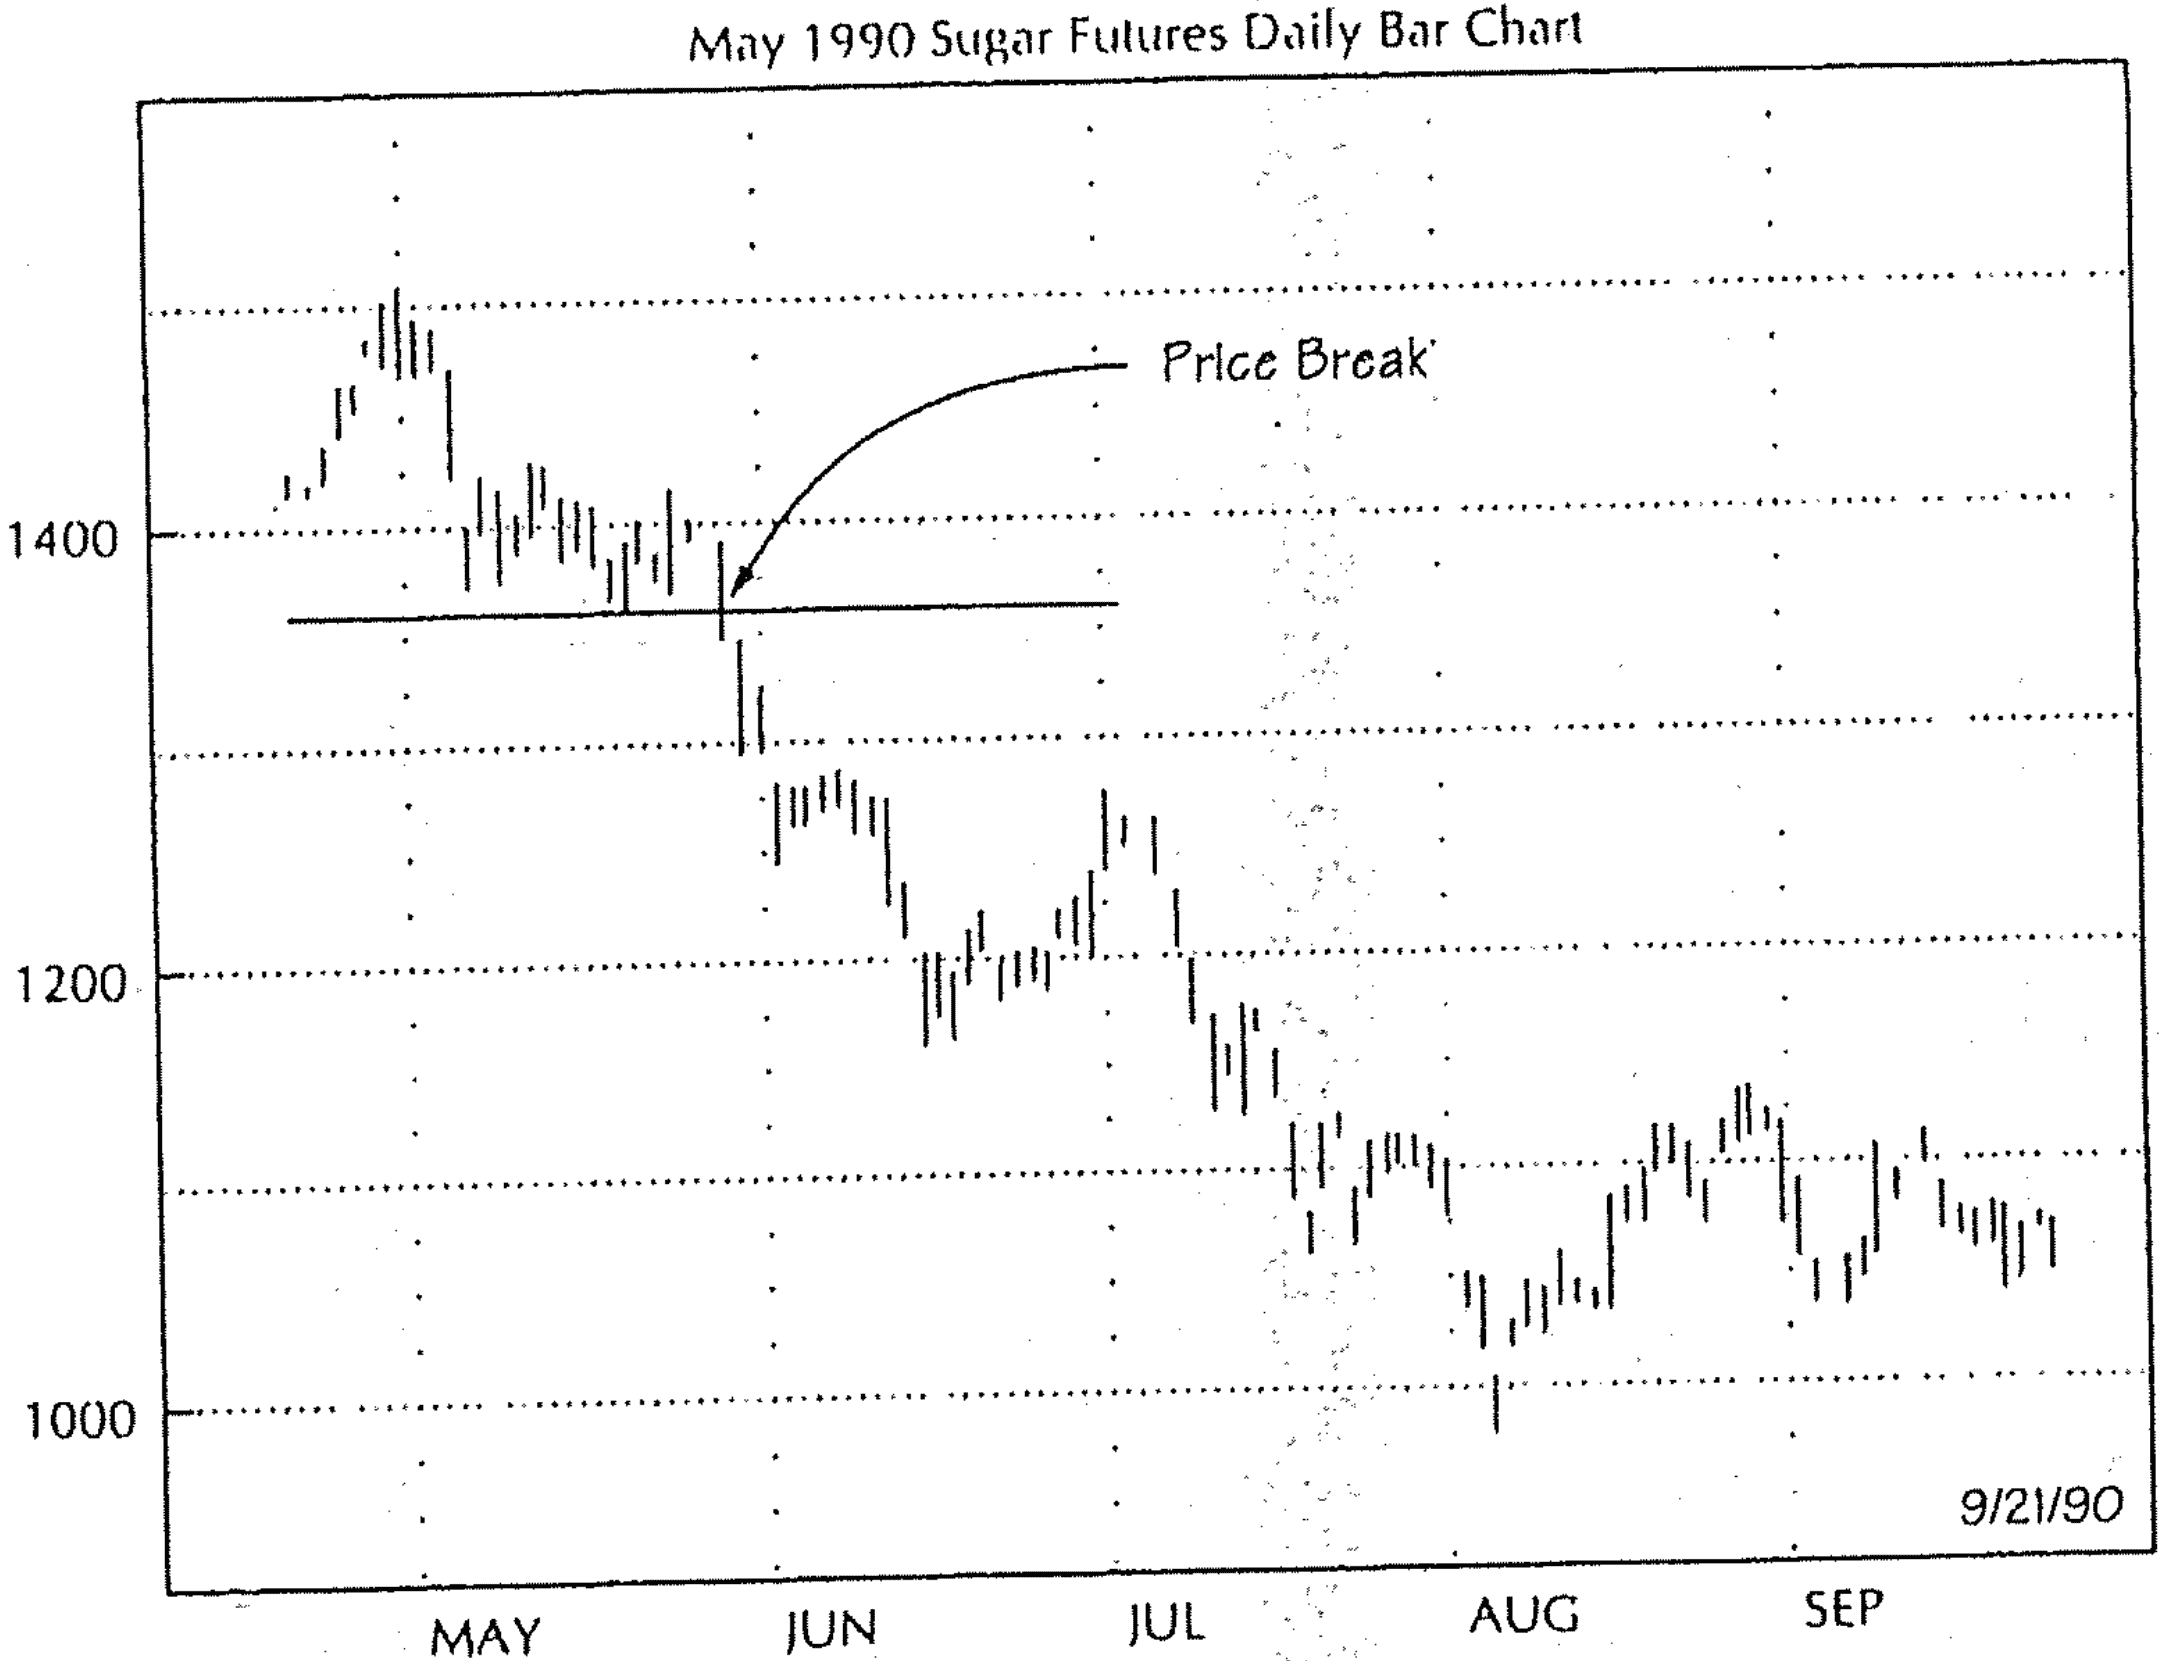 May 1990 Sugar Futures Daily Bar Chart
Price Break
1400
1200
1000
9/21/90
MAY JUN JUL AUG SEP